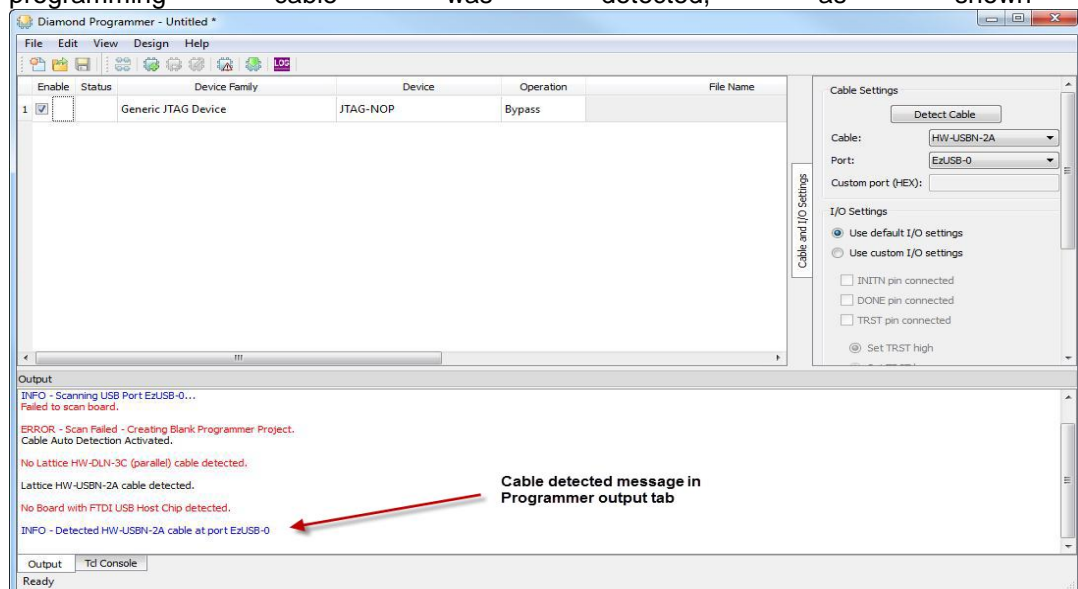 programming cable was detected, as shown
Diamond Programmer - Untitled *
File Edit View Design Help
LOG
Enable Status Device Family Device Operation File Name
1 Generic JTAG Device JTAG-NOP Bypass
Cable Settings
Detect Cable
Cable: HW-USBN-2A
Port: EzUSB-0
Custom port (HEX):
Cable and I/O Settings
I/O Settings
Use default I/O settings
Use custom I/O settings
INITN pin connected
DONE pin connected
TRST pin connected
Set TRST high
Output
INFO - Scanning USB Port EzUSB-0...
Failed to scan board.
ERROR - Scan Failed - Creating Blank Programmer Project.
Cable Auto Detection Activated.
No Lattice HW-DLN-3C (parallel) cable detected.
Lattice HW-USBN-2A cable detected.
No Board with FTDI USB Host Chip detected.
INFO - Detected HW-USBN-2A cable at port EzUSB-0
Cable detected message in
Programmer output tab
Output Tcl Console
Ready